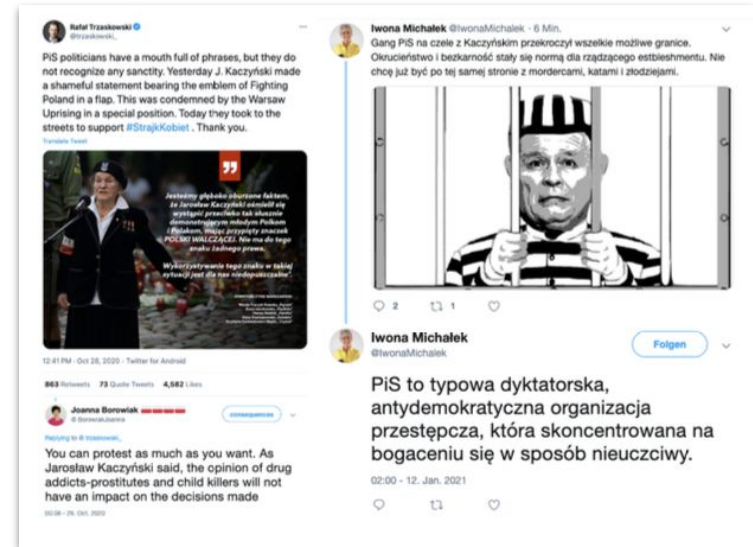 Rafał Trzaskowski
@trzaskowski_
PiS politicians have a mouth full of phrases, but they do
not recognize any sanctity. Yesterday J. Kaczyński made
a shameful statement bearing the emblem of Fighting
Poland in a flap. This was condemned by the Warsaw
Uprising in a special position. Today they took to the
streets to support #StrajkKobiet . Thank you.
Translate Tweet
Jesteśmy głęboko oburzone faktem,
że Jarosław Kaczyński ośmielił się
wystąpić przeciwko tak słusznie
demonstrującym młodym Polkom
i Polakom, mając przypięty znaczek
POLSKI WALCZĄCEJ. Nie ma do tego
znaku żadnego prawa.
Wykorzystywanie tego znaku w takiej
sytuacji jest dla nas niedopuszczalne".
12:41 PM · Oct 28, 2020 · Twitter for Android
863 Retweets 73 Quote Tweets 4,582 Likes
Joanna Borowiak
@BorowiakJoanna
consequences
Replying to @trzaskowski_
You can protest as much as you want. As
Jarosław Kaczyński said, the opinion of drug
addicts-prostitutes and child killers will not
have an impact on the decisions made
00:08 - 29. Oct. 2020
Iwona Michałek @IwonaMichalek · 6 Min.
Gang PiS na czele z Kaczyńskim przekroczył wszelkie możliwe granice.
Okrucieństwo i bezkarność stały się normą dla rządzącego estbieshmentu. Nie
chcę już być po tej samej stronie z mordercami, katami i złodziejami.
2 1
Iwona Michałek
@IwonaMichalek
Folgen
PiS to typowa dyktatorska,
antydemokratyczna organizacja
przestępcza, która skoncentrowana na
bogaceniu się w sposób nieuczciwy.
02:00 - 12. Jan. 2021